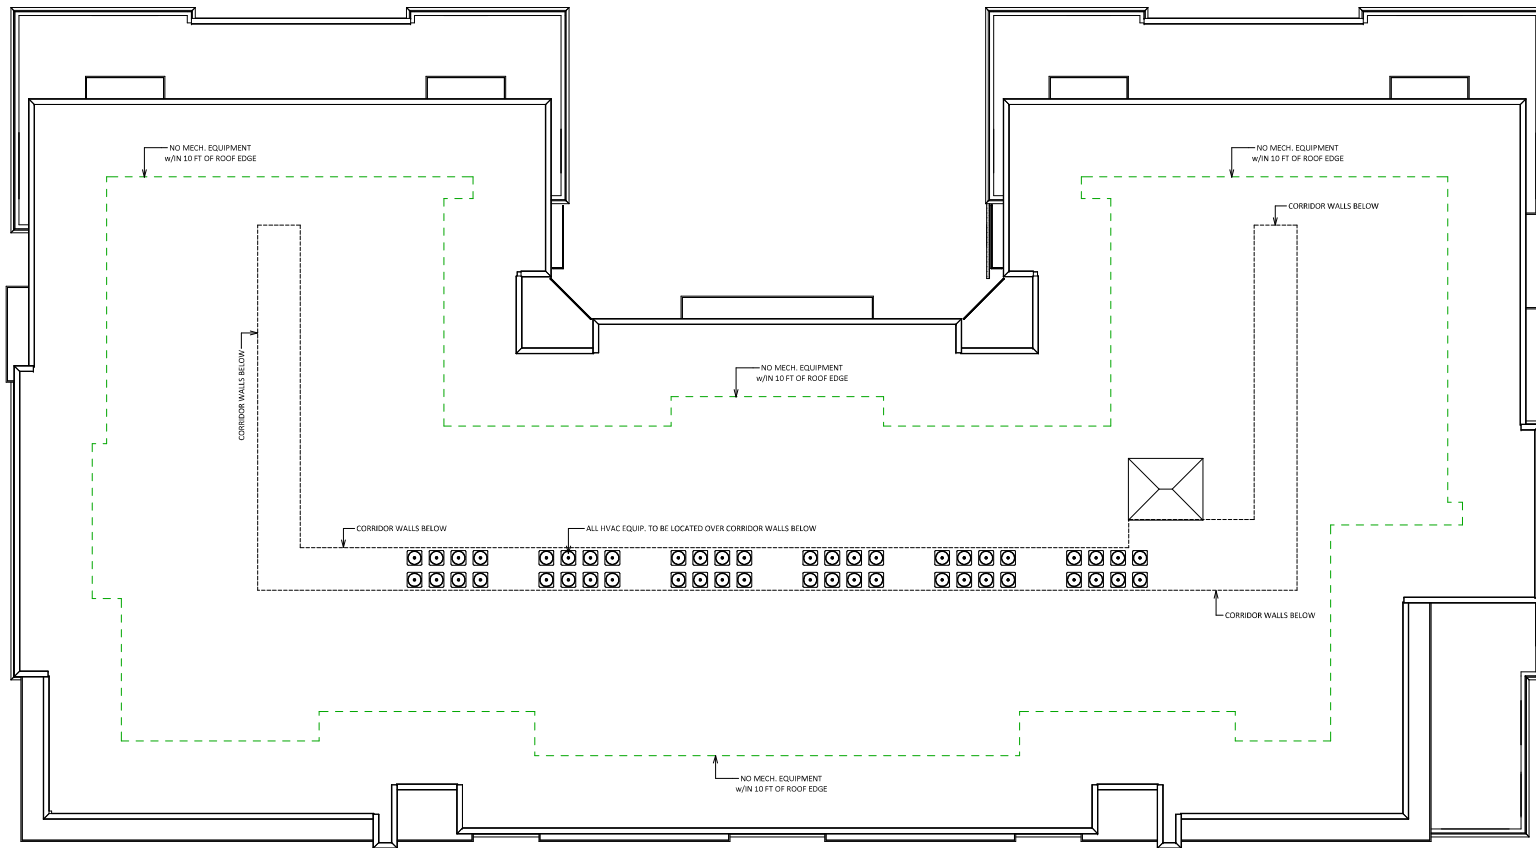 NO MECH. EQUIPMENT
w/IN 10 FT OF ROOF EDGE
NO MECH. EQUIPMENT
w/IN 10 FT OF ROOF EDGE
CORRIDOR WALLS BELOW
CORRIDOR WALLS BELOW
NO MECH. EQUIPMENT
w/IN 10 FT OF ROOF EDGE
CORRIDOR WALLS BELOW
ALL HVAC EQUIP. TO BE LOCATED OVER CORRIDOR WALLS BELOW
CORRIDOR WALLS BELOW
NO MECH. EQUIPMENT
w/IN 10 FT OF ROOF EDGE